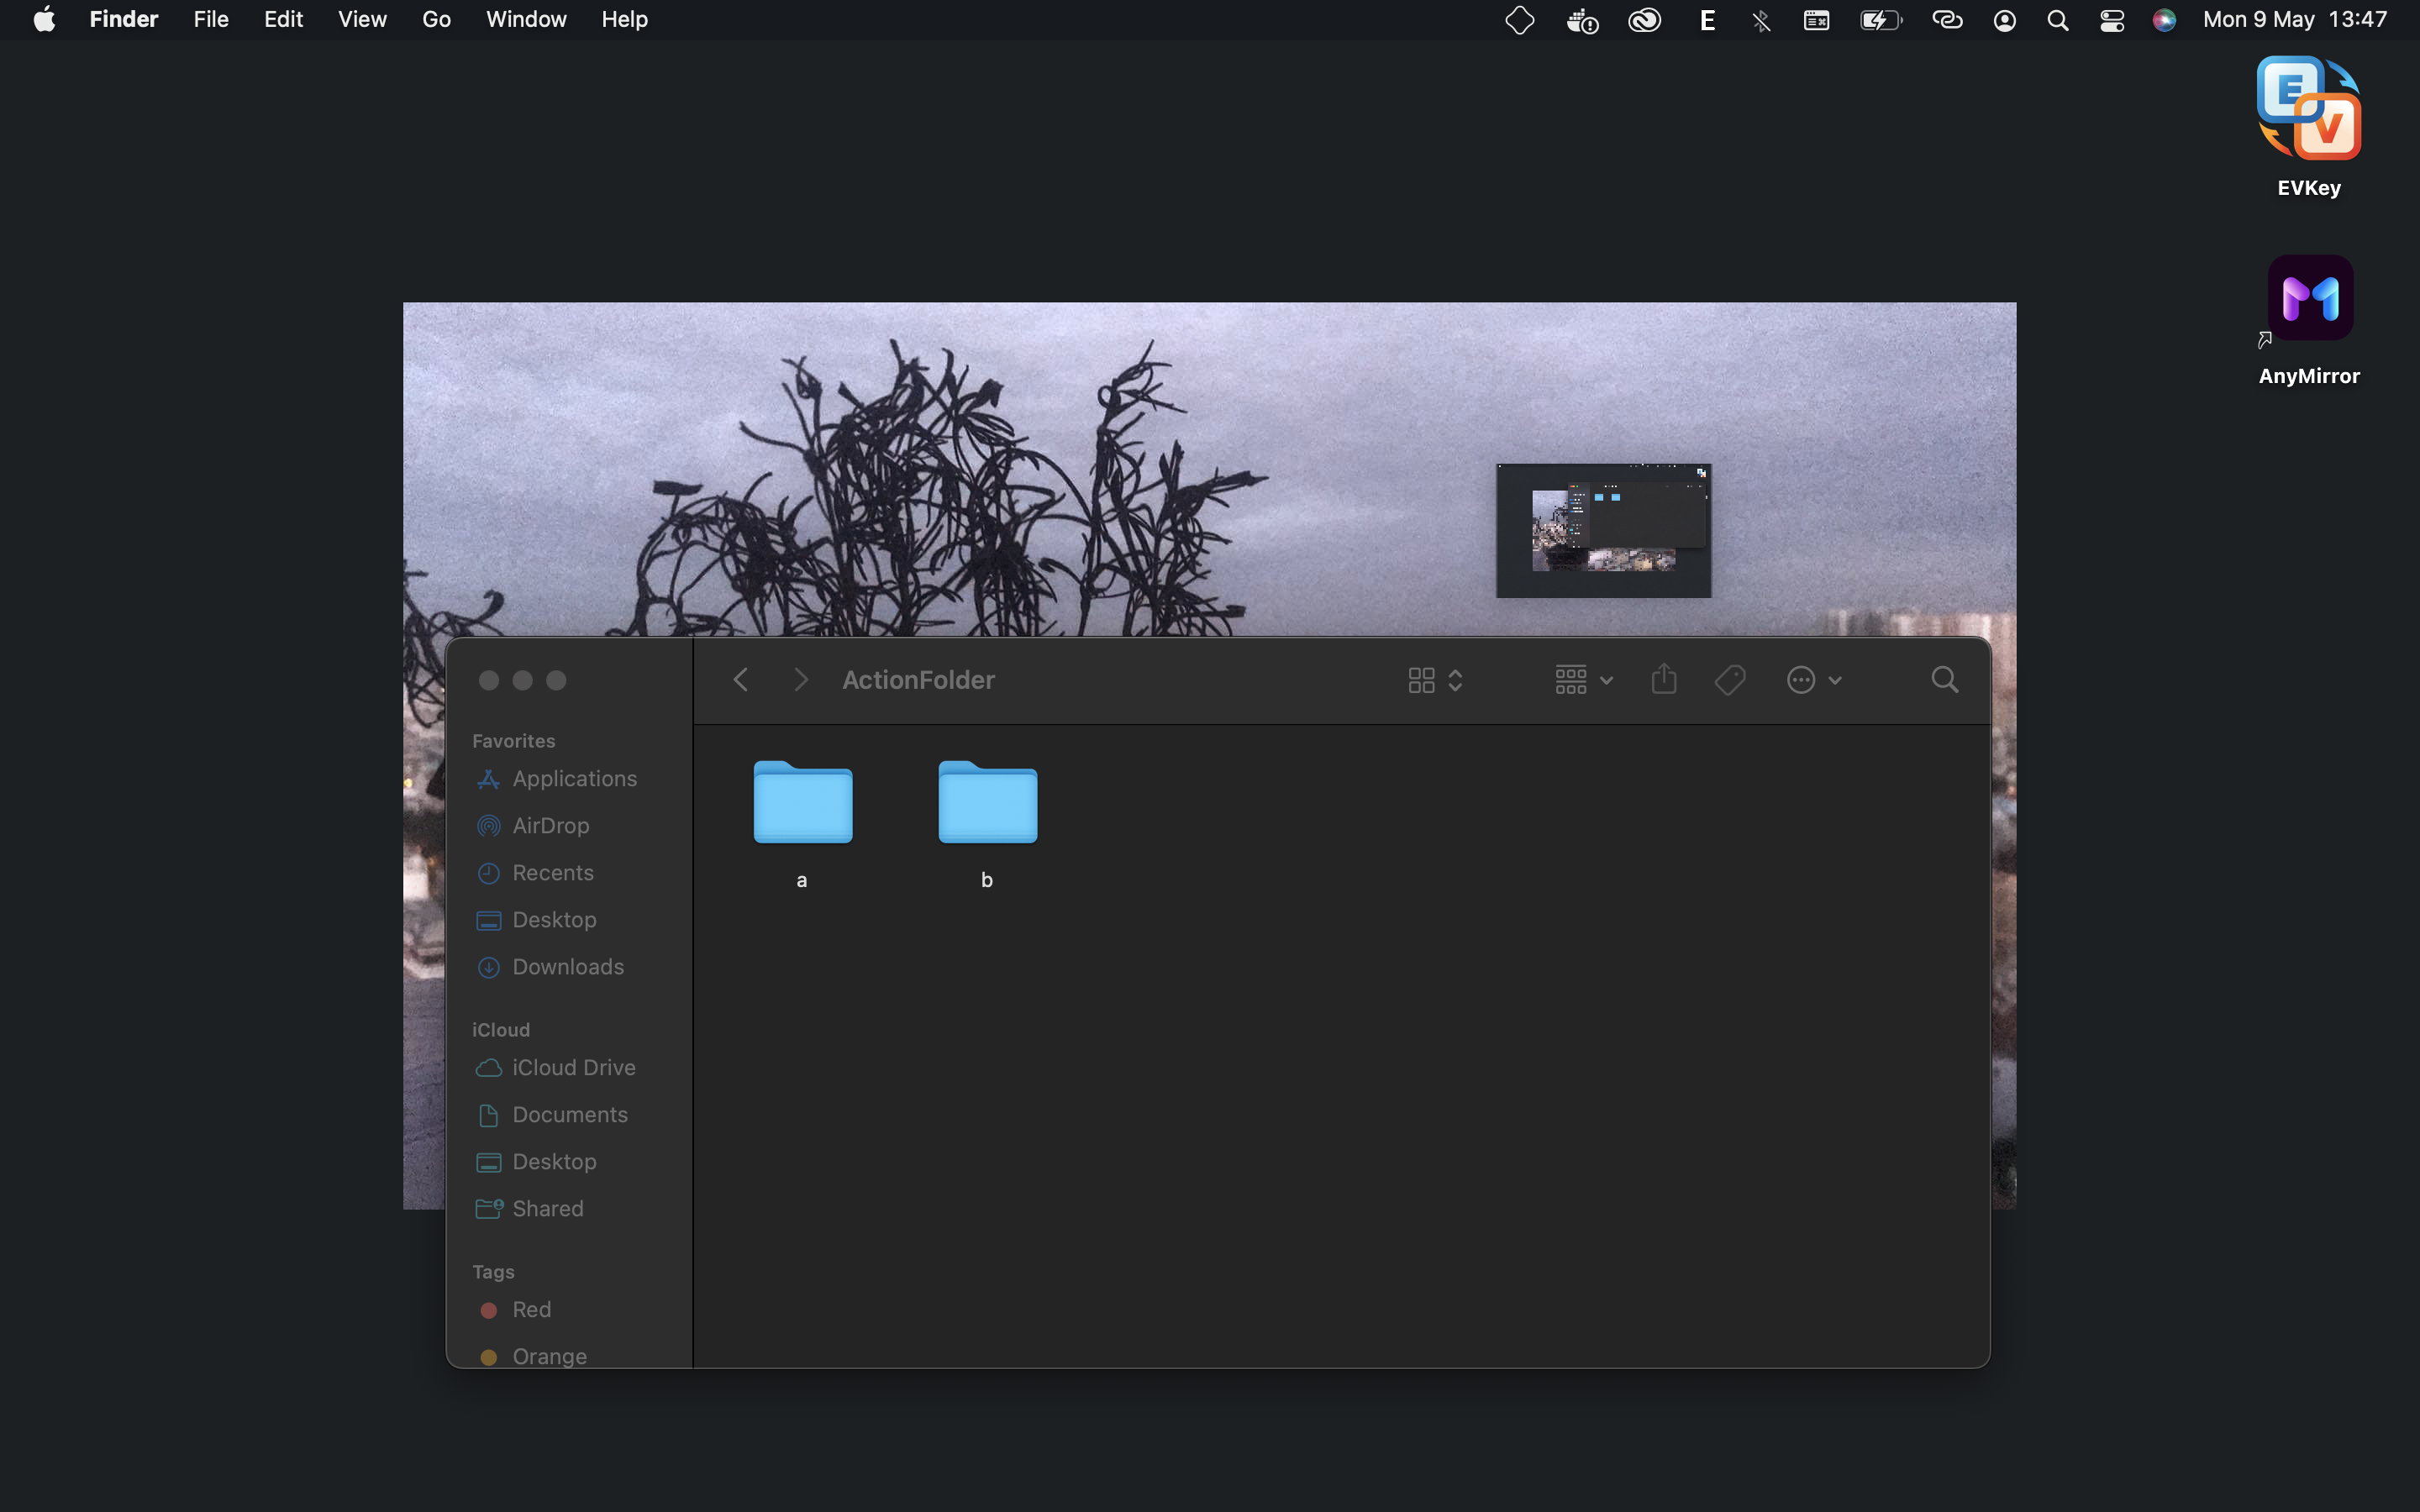 Finder File Edit View Go Window Help E Mon 9 May 13:47
E
V
EVKey
AnyMirror
ActionFolder
Favorites
Applications
AirDrop
Recents
Desktop
Downloads
iCloud
iCloud Drive
Documents
Desktop
Shared
Tags
Red
Orange
a
b